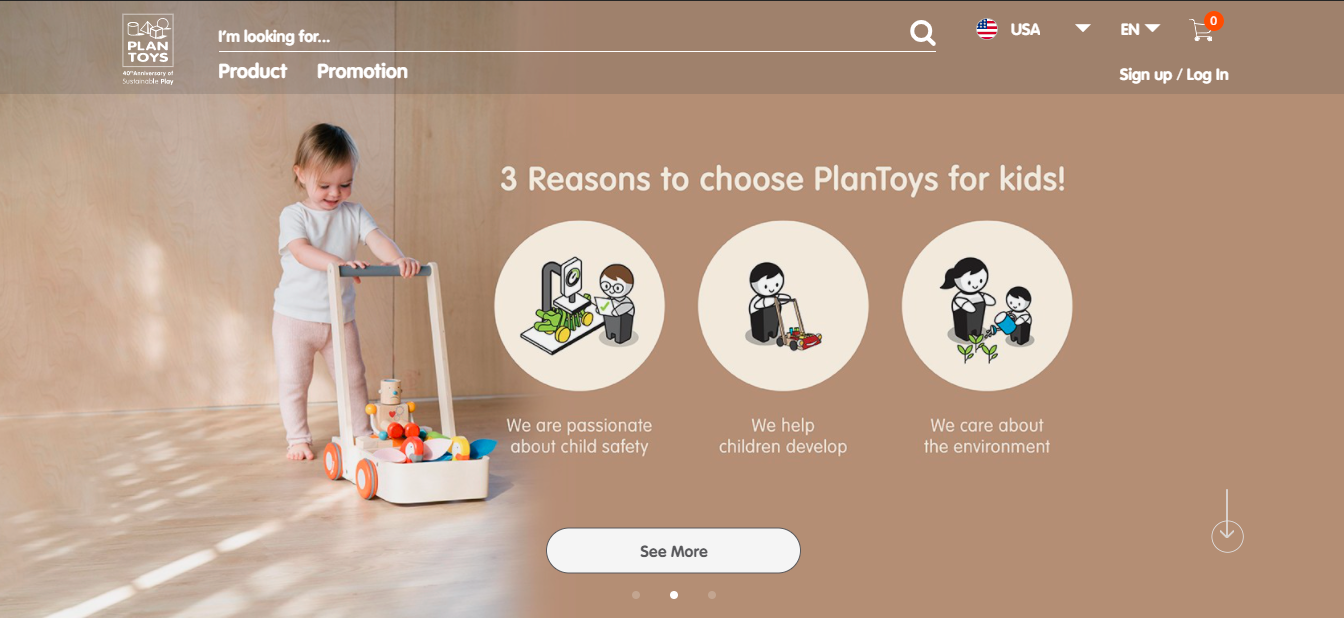 PLAN
TOYS
40thAnniversary of
Sustainable Play
I'm looking for...
USA
EN
0
Product
Promotion
Sign up / Log In
3 Reasons to choose PlanToys for kids!
We are passionate
about child safety
We help
children develop
We care about
the environment
See More